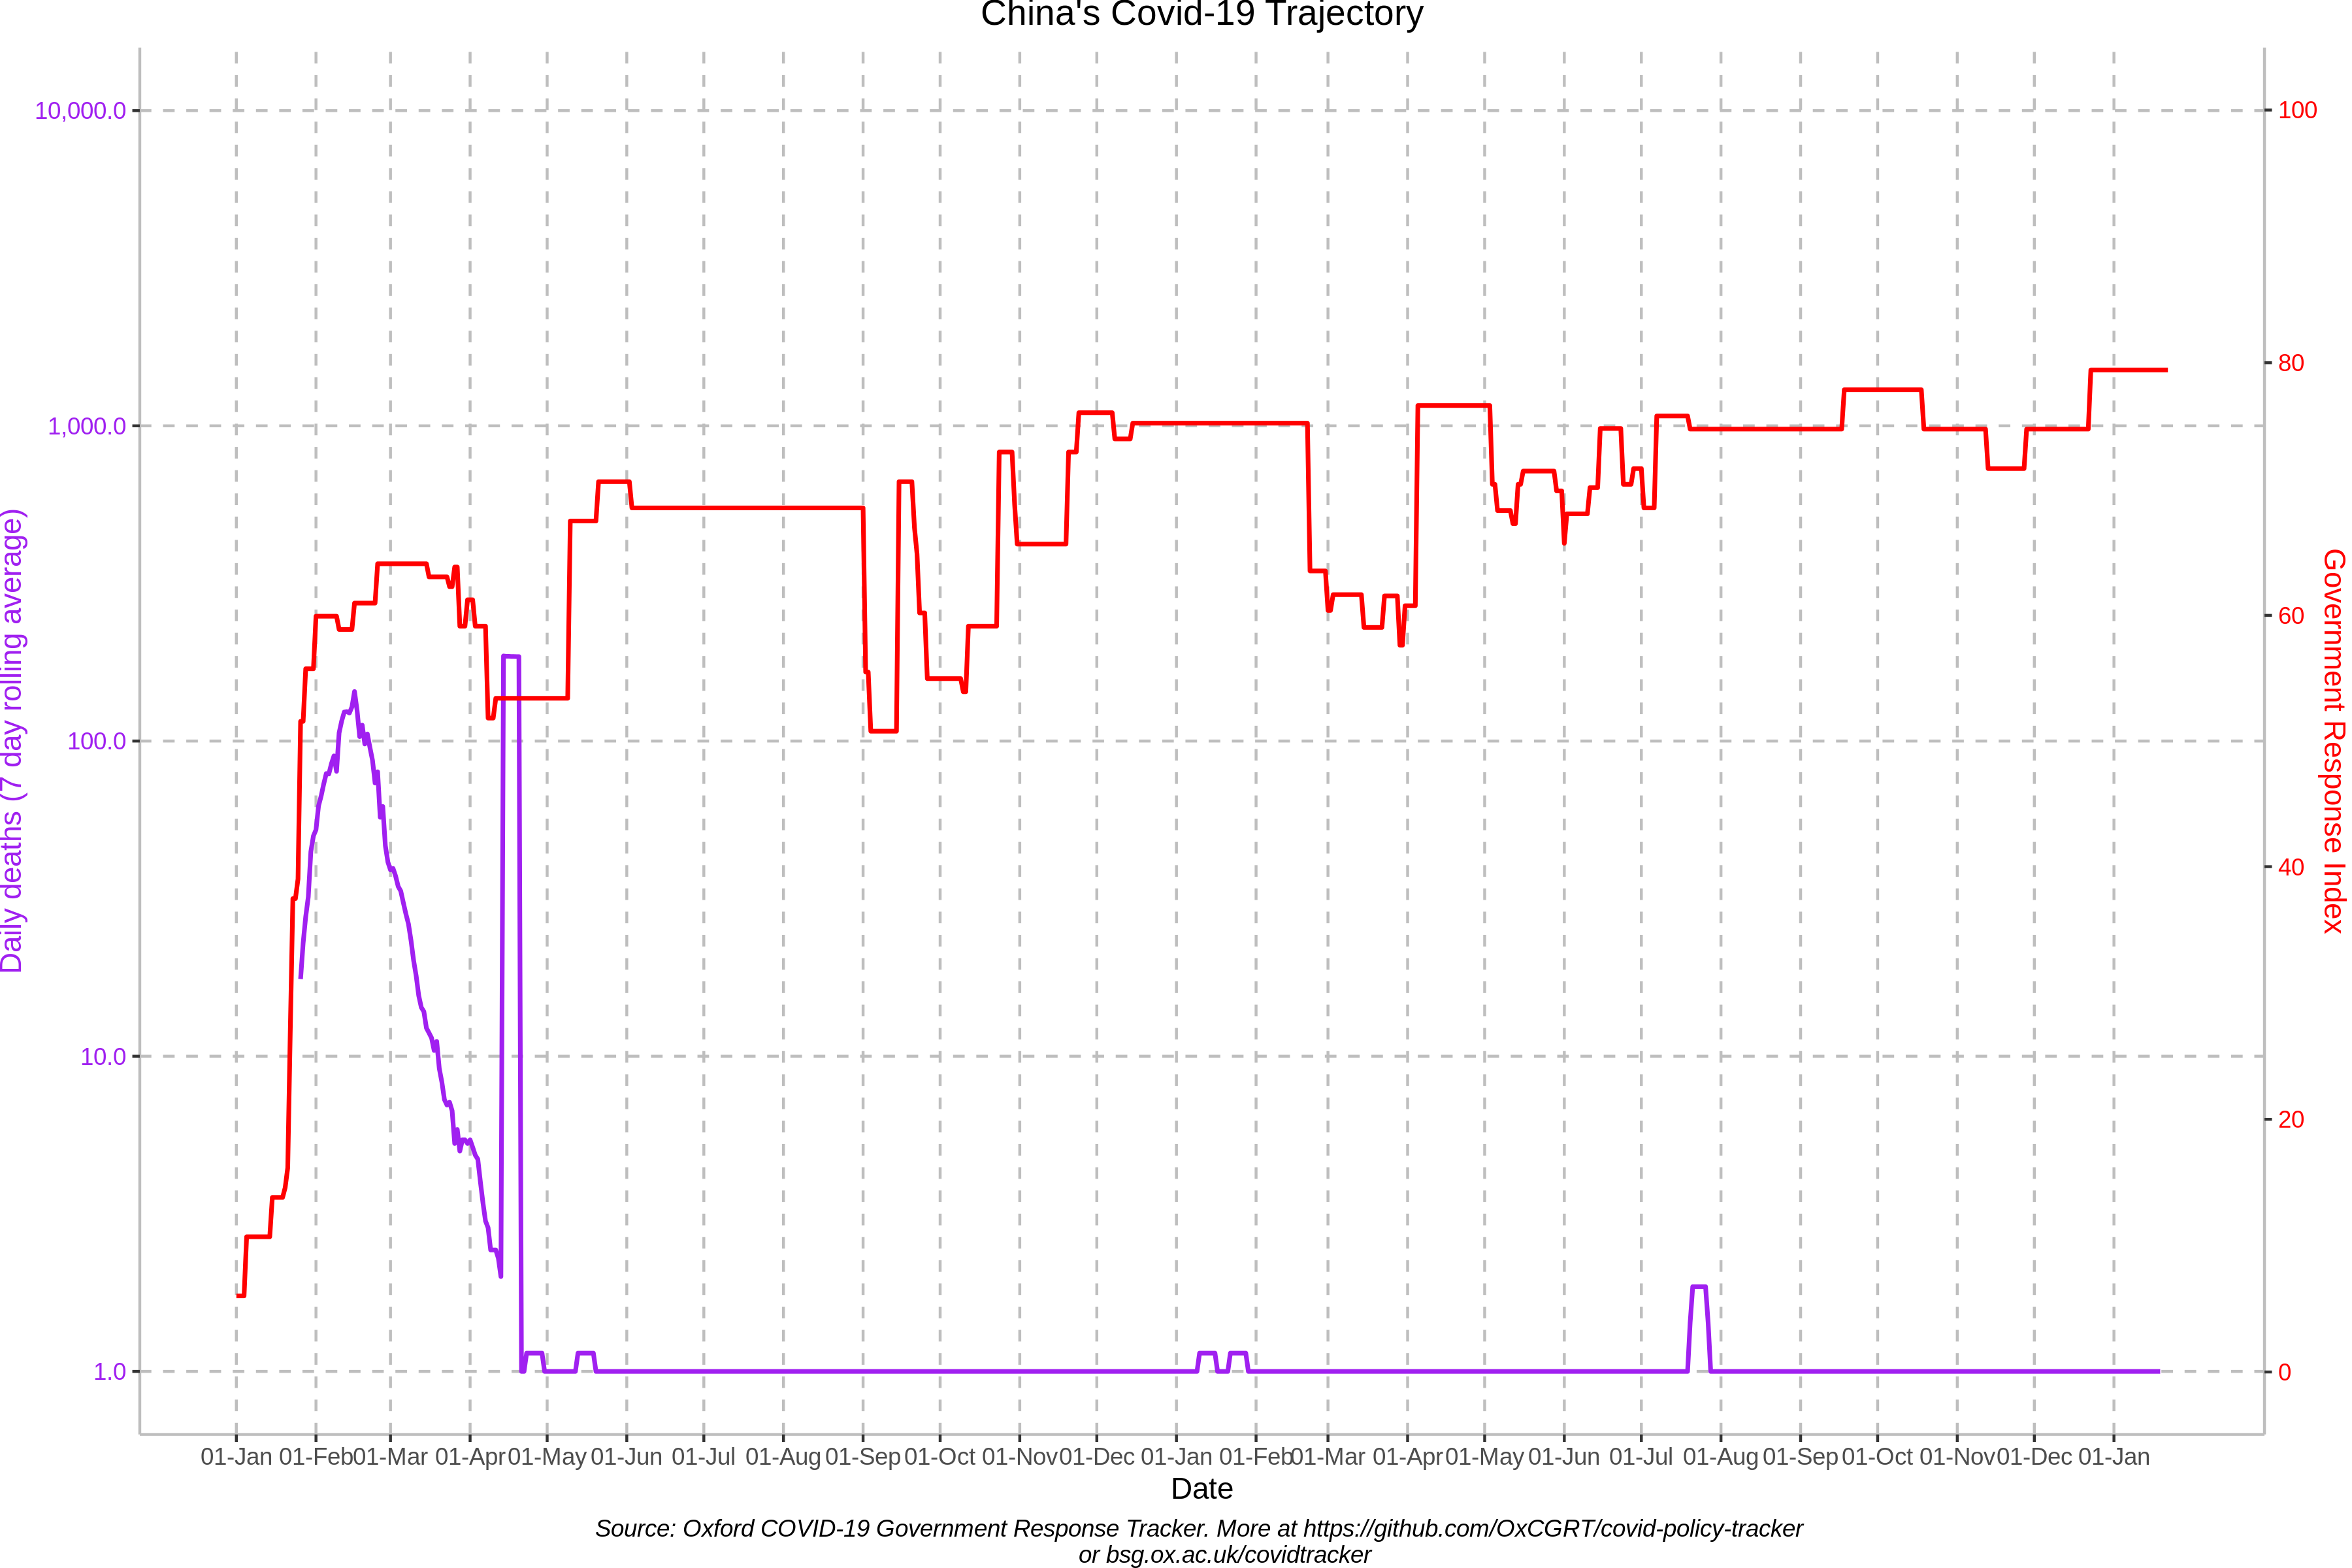 China's Covid-19 Trajectory
10,000.0
1,000.0
100.0
10.0
1.0
Daily deaths (7 day rolling average)
100
80
60
40
20
0
Government Response Index
01-Jan 01-Feb 01-Mar 01-Apr 01-May 01-Jun 01-Jul 01-Aug 01-Sep 01-Oct 01-Nov 01-Dec 01-Jan 01-Feb 01-Mar 01-Apr 01-May 01-Jun 01-Jul 01-Aug 01-Sep 01-Oct 01-Nov 01-Dec 01-Jan
Date
Source: Oxford COVID-19 Government Response Tracker. More at https://github.com/OxCGRT/covid-policy-tracker
or bsg.ox.ac.uk/covidtracker